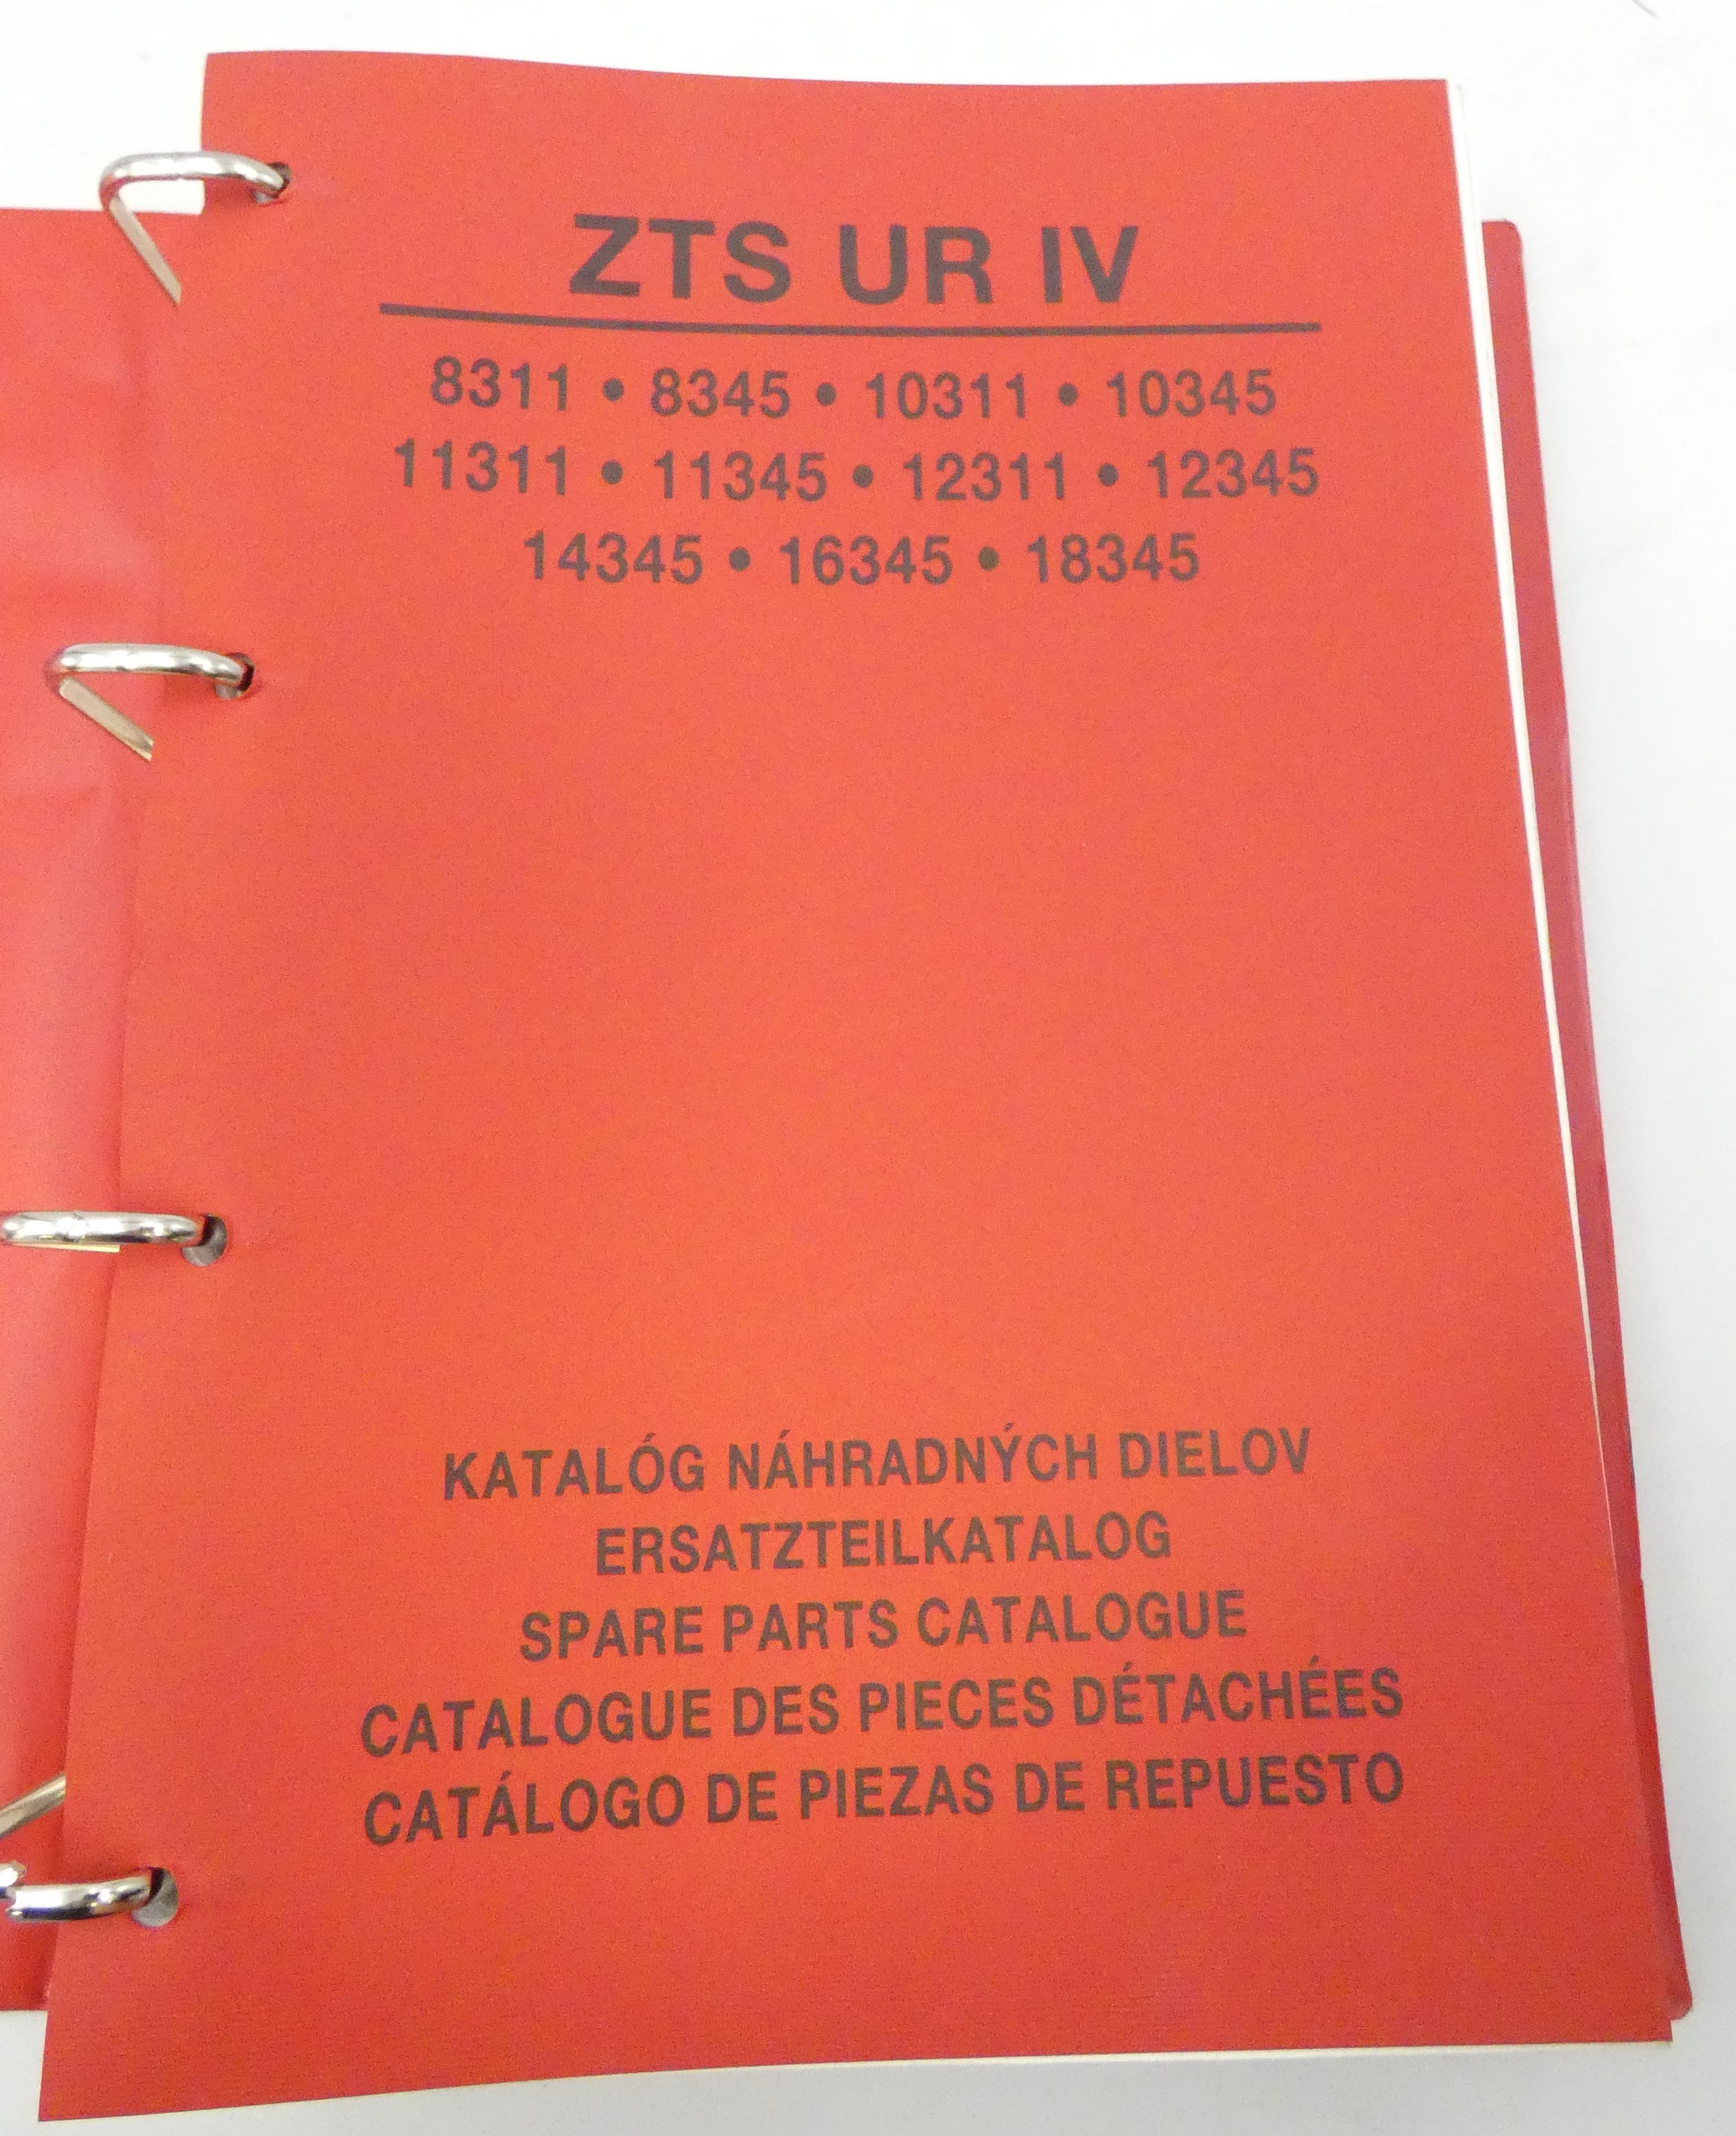 ZTS UR IV
8311 • 8345 • 10311 • 10345
11311 • 11345 • 12311 • 12345
14345 • 16345 • 18345
KATALÓG NÁHRADNÝCH DIELOV
ERSATZTEILKATALOG
SPARE PARTS CATALOGUE
CATALOGUE DES PIECES DÉTACHÉES
CATÁLOGO DE PIEZAS DE REPUESTO